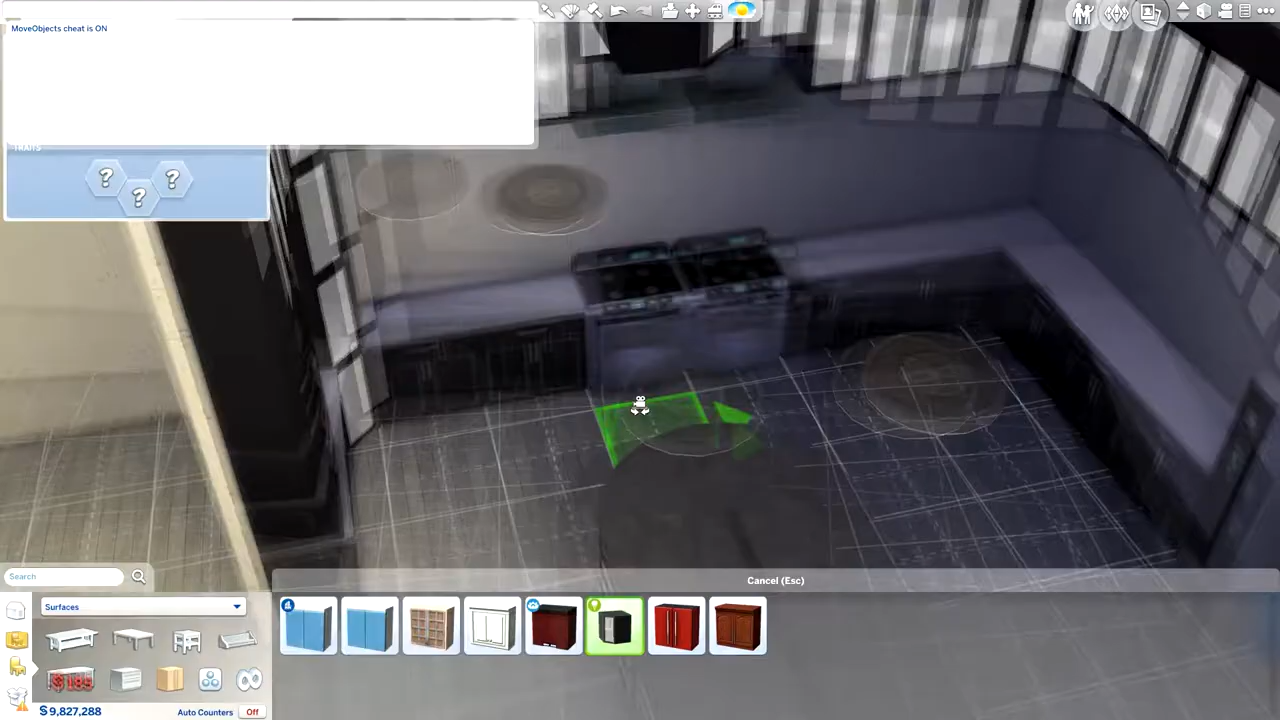 MoveObjects cheat is ON
TRAITS
? ? ?
Search
Cancel (Esc)
Surfaces
$185
$9,827,288
Auto Counters Off